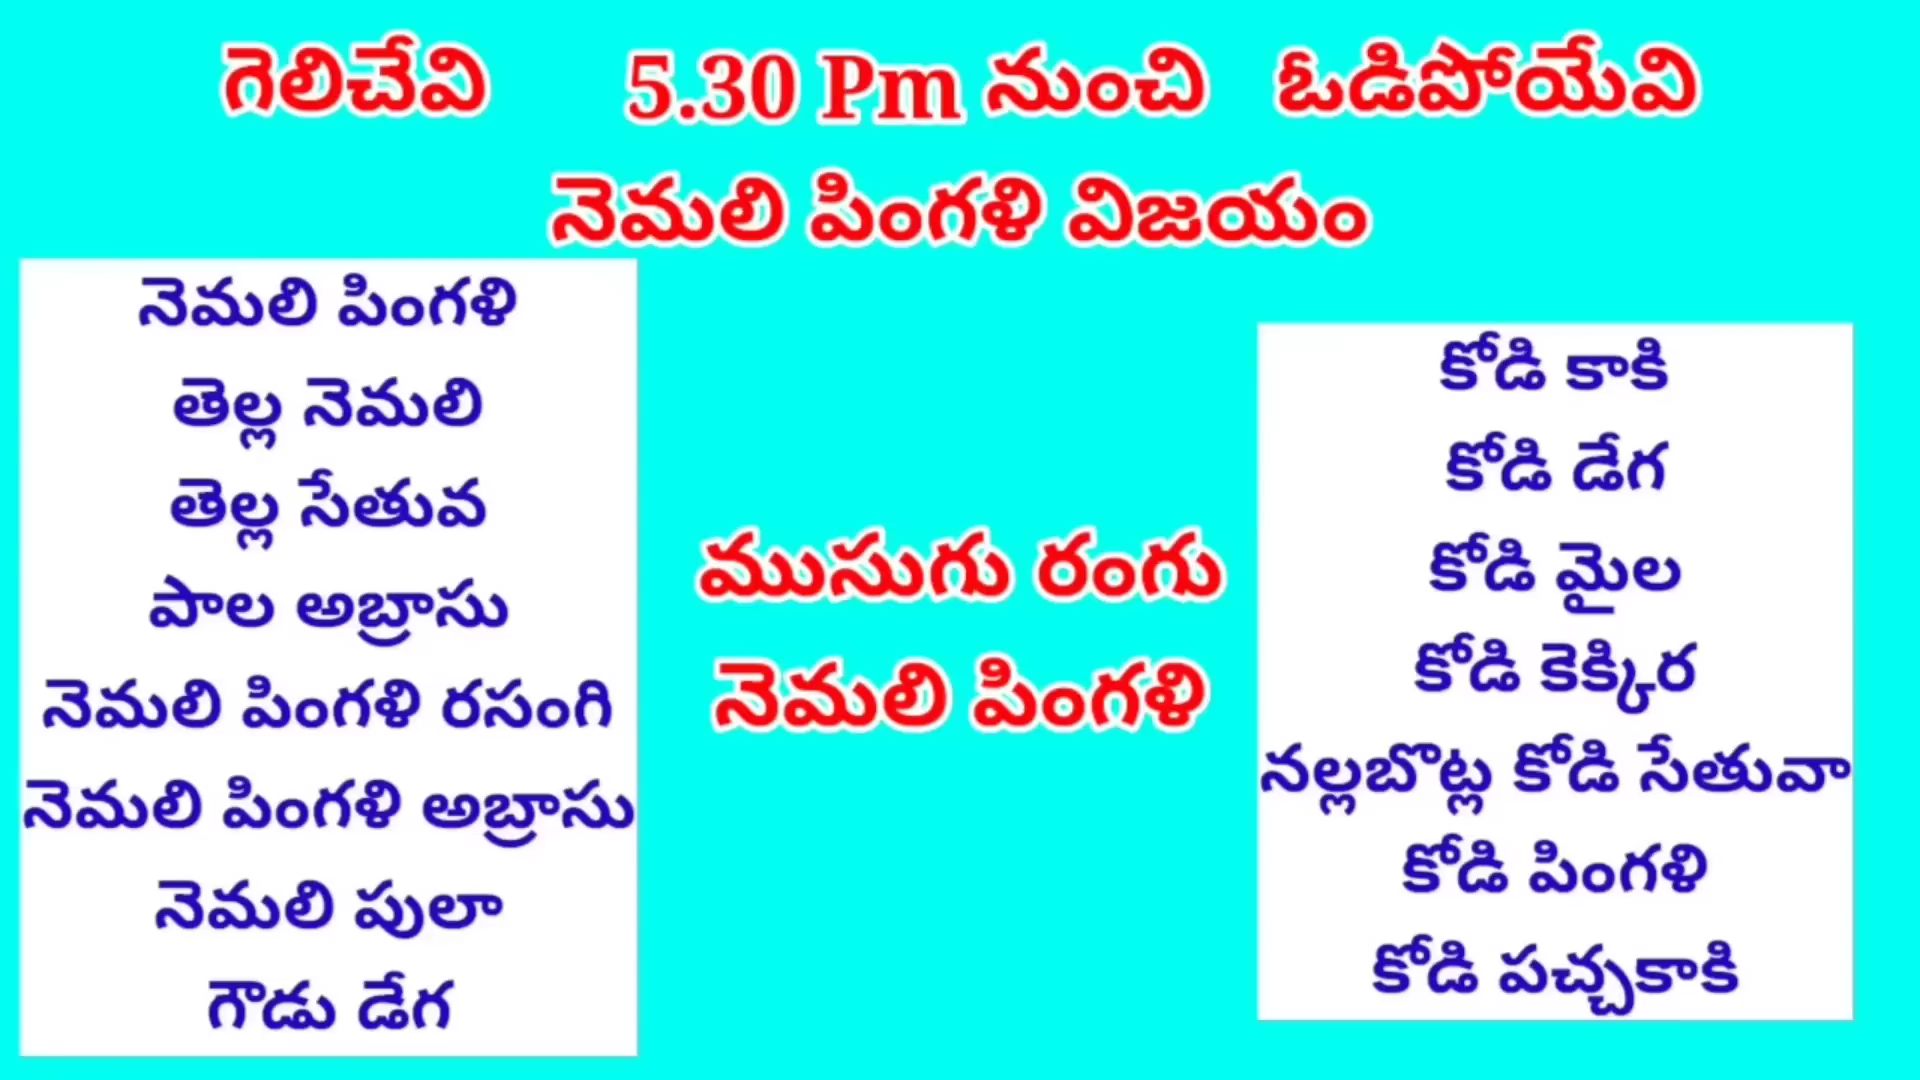 గెలిచేవి 5.30 Pm నుంచి ఓడిపోయేవి
నెమలి పింగళి విజయం
నెమలి పింగళి
తెల్ల నెమలి
తెల్ల సేతువ
పాల అబ్రాసు
నెమలి పింగళి రసంగి
నెమలి పింగళి అబ్రాసు
నెమలి పులా
గౌడు డేగ
ముసుగు రంగు
నెమలి పింగళి
కోడి కాకి
కోడి డేగ
కోడి మైల
కోడి కెక్కిర
నల్లబొట్ల కోడి సేతువా
కోడి పింగళి
కోడి పచ్చకాకి